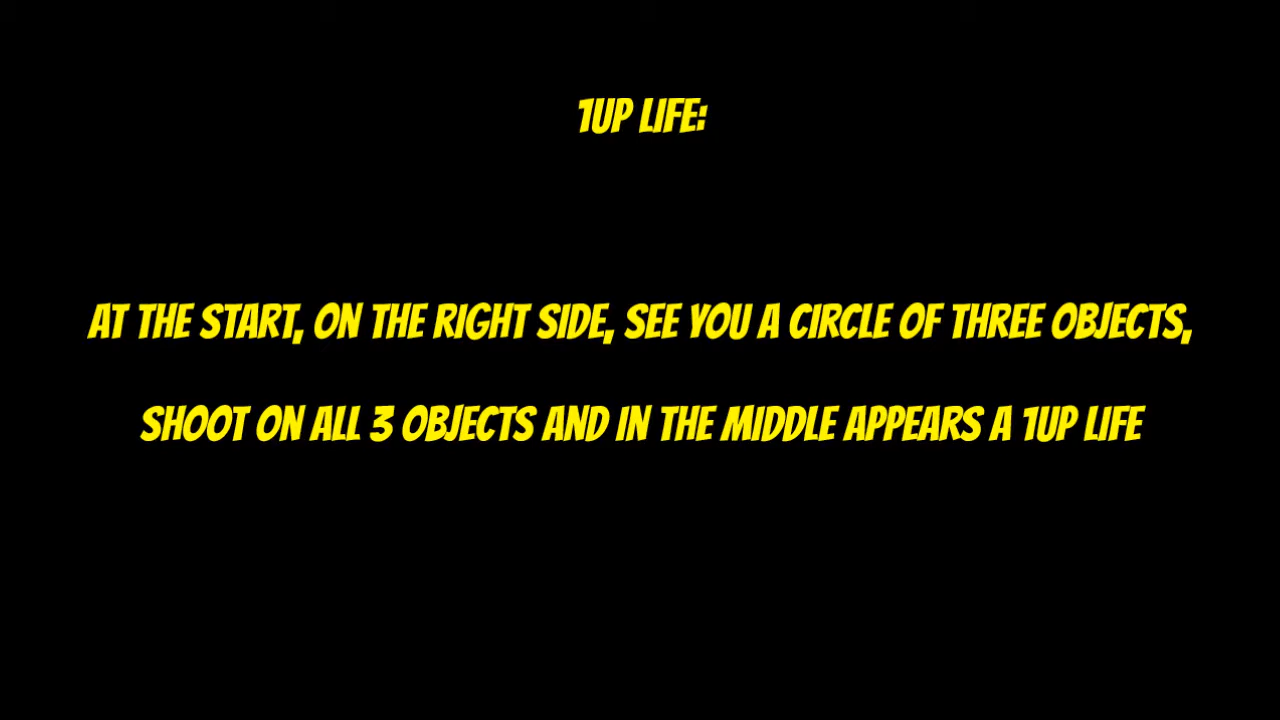 1UP LIFE:
AT THE START, ON THE RIGHT SIDE, SEE YOU A CIRCLE OF THREE OBJECTS,
SHOOT ON ALL 3 OBJECTS AND IN THE MIDDLE APPEARS A 1UP LIFE